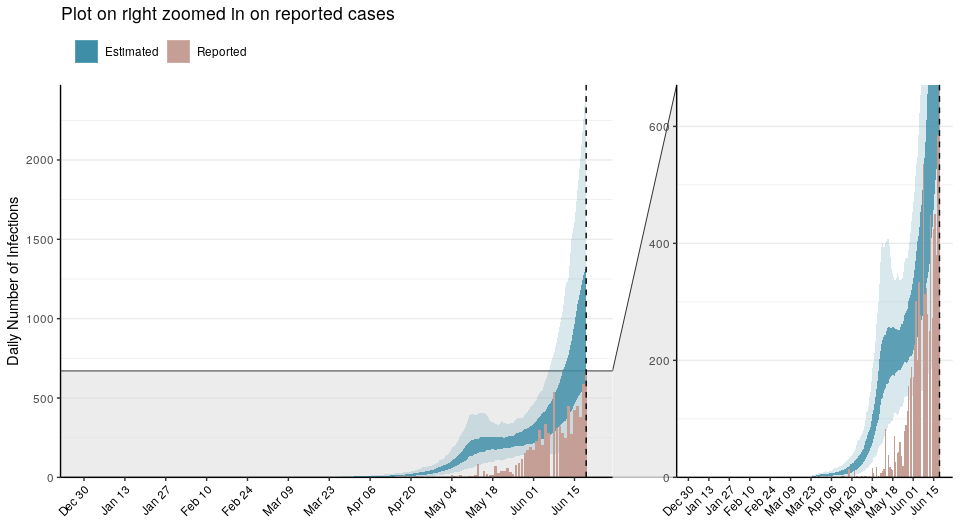 Plot on right zoomed in on reported cases
Estimated Reported
Daily Number of Infections
2000
1500
1000
500
0
Dec 30 Jan 13 Jan 27 Feb 10 Feb 24 Mar 09 Mar 23 Apr 06 Apr 20 May 04 May 18 Jun 01 Jun 15
600
400
200
0
Dec 30 Jan 13 Jan 27 Feb 10 Feb 24 Mar 09 Mar 23 Apr 06 Apr 20 May 04 May 18 Jun 01 Jun 15